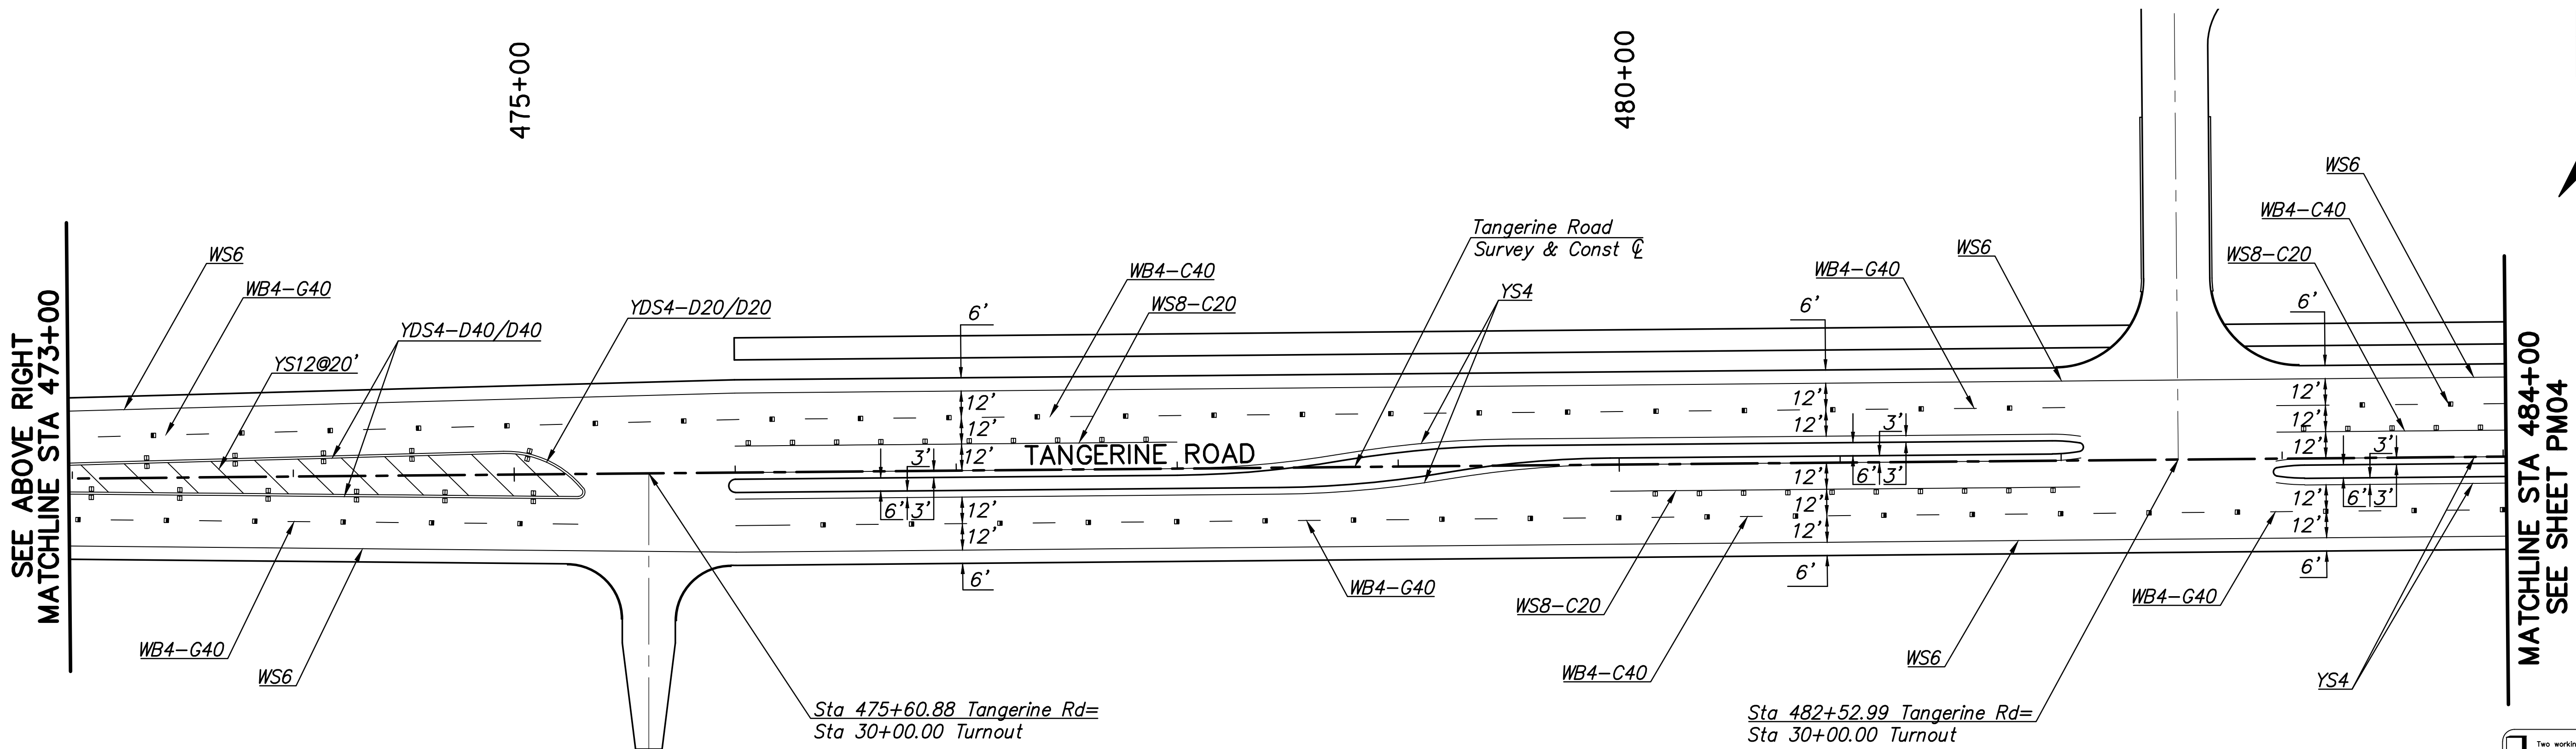 475+00
480+00
SEE ABOVE RIGHT
MATCHLINE STA 473+00
WS6
WB4-G40
YS12@20'
YDS4-D40/D40
YDS4-D20/D20
WB4-G40
WS6
6'
WB4-C40
WS8-C20
12'
12'
12'
TANGERINE ROAD
3'
6'
3'
12'
12'
6'
Tangerine Road
Survey & Const ℄
YS4
WB4-G40
Sta 475+60.88 Tangerine Rd=
Sta 30+00.00 Turnout
WB4-G40
6'
WS6
12'
12'
3'
6'
3'
12'
12'
12'
6'
WS8-C20
WB4-C40
WS6
Sta 482+52.99 Tangerine Rd=
Sta 30+00.00 Turnout
WS6
WB4-C40
WS8-C20
6'
12'
12'
12'
3'
6'
3'
12'
12'
6'
WB4-G40
YS4
MATCHLINE STA 484+00
SEE SHEET PM04
Two workin